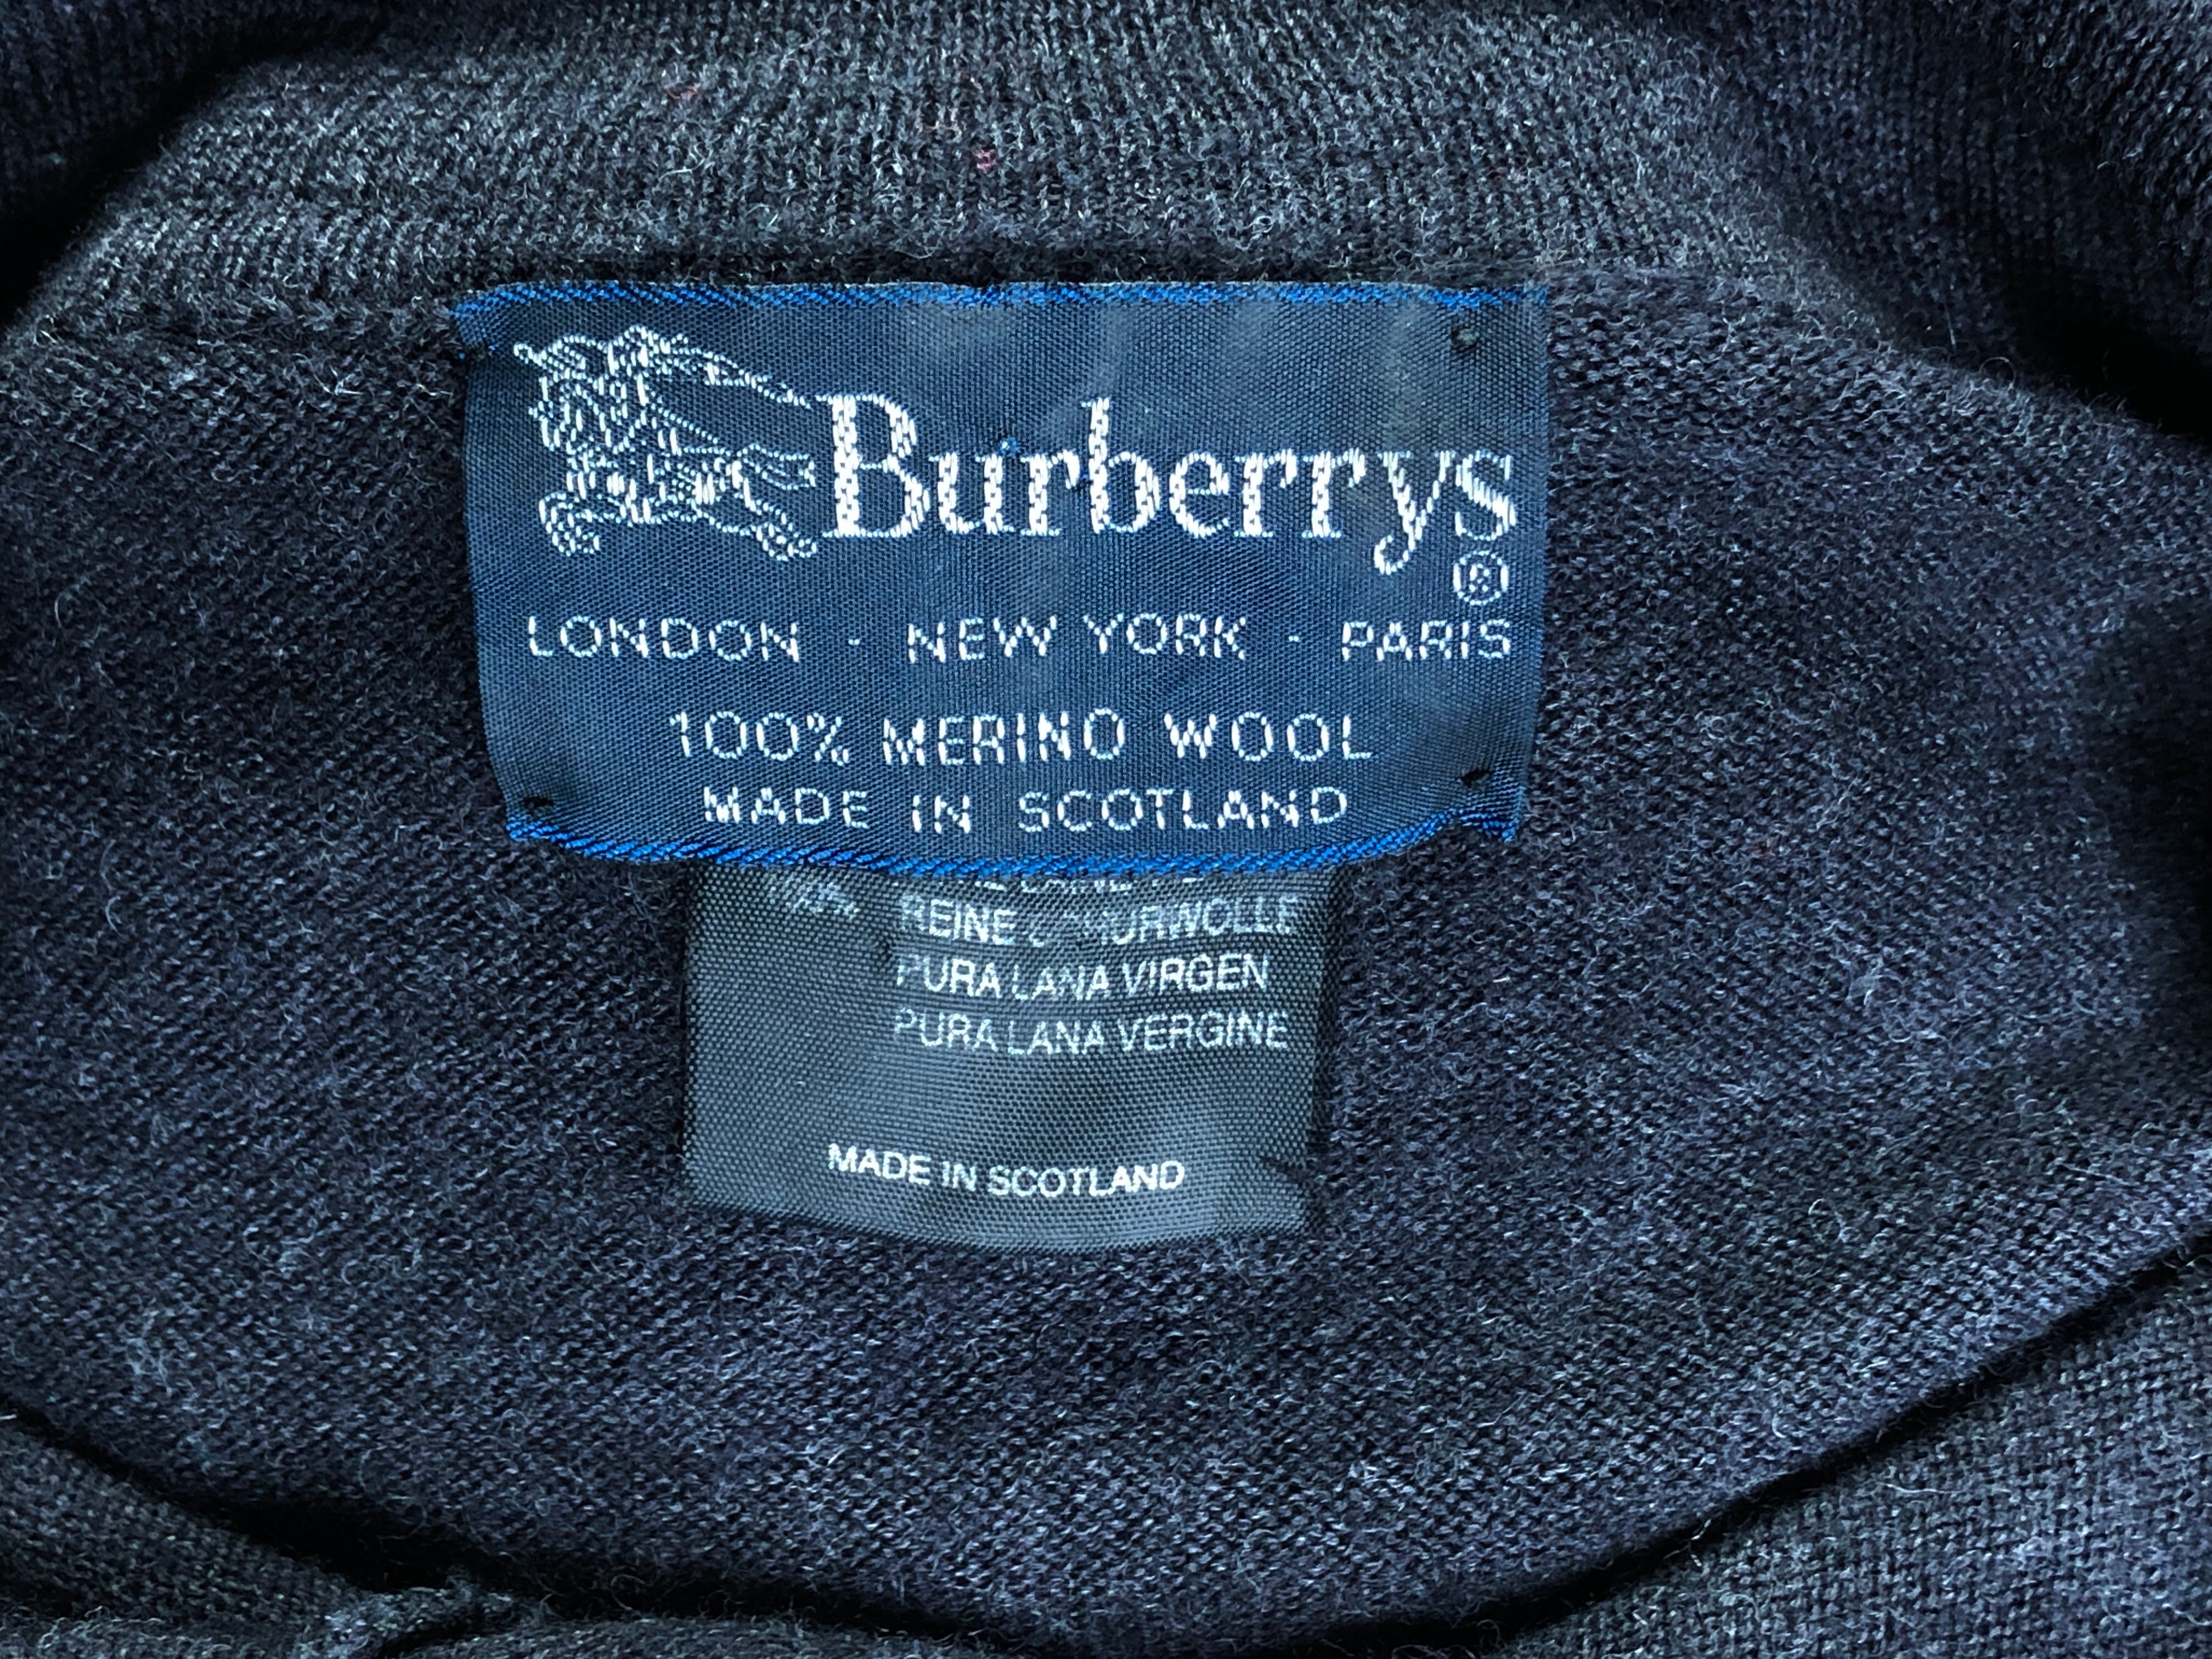 Burberrys
®
LONDON · NEW YORK · PARIS
100% MERINO WOOL
MADE IN SCOTLAND
REINE
PURA LANA VIRGEN
PURA LANA VERGINE
MADE IN SCOTLAND